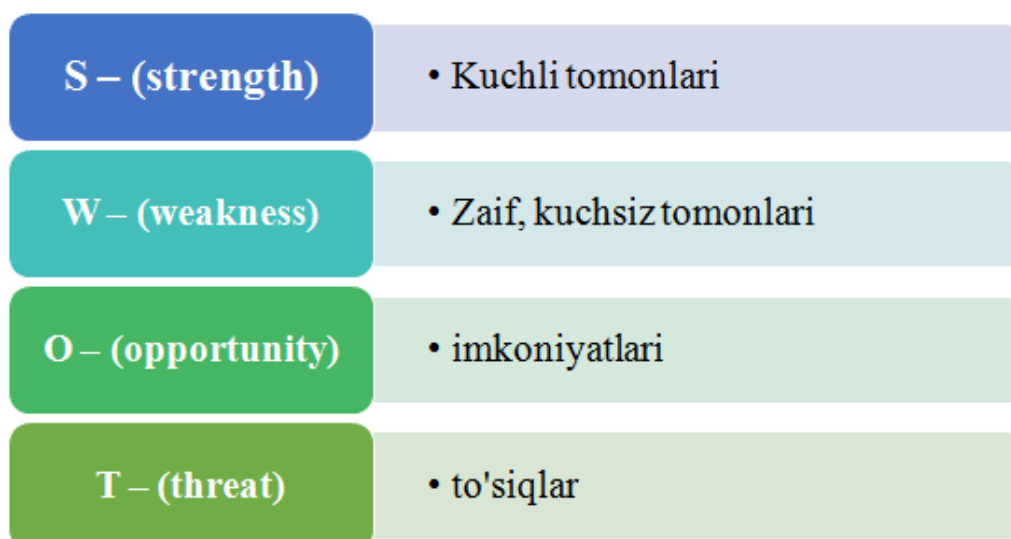 S – (strength)
• Kuchli tomonlari
W – (weakness)
• Zaif, kuchsiz tomonlari
O – (opportunity)
• imkoniyatlari
T – (threat)
• to'siqlar